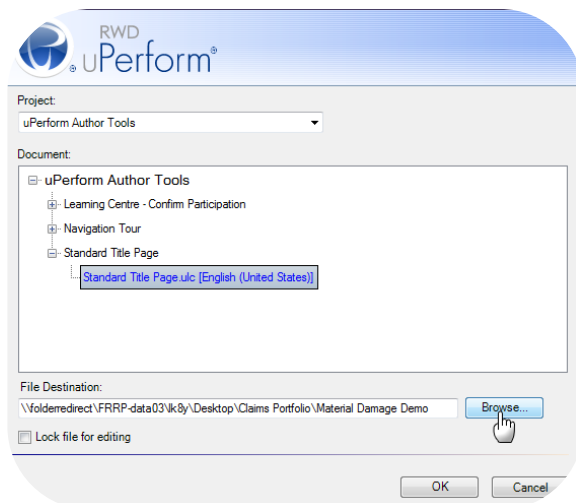 RWD
uPerform®
Project:
uPerform Author Tools
Document:
uPerform Author Tools
Learning Centre - Confirm Participation
Navigation Tour
Standard Title Page
Standard Title Page.ulc [English (United States)]
File Destination:
\\folderredirect\FRRP-data03\lk8y\Desktop\Claims Portfolio\Material Damage Demo
Browse...
Lock file for editing
OK
Cancel